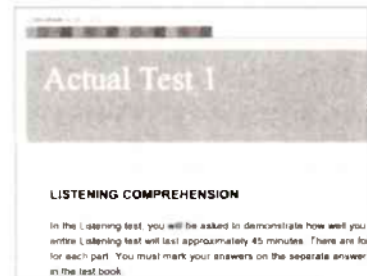 Actual Test 1
LISTENING COMPREHENSION
In the Listening test, you will be asked to demonstrate how well you
entire Listening test will last approximately 45 minutes. There are fo
for each part. You must mark your answers on the separate answer
in the test book